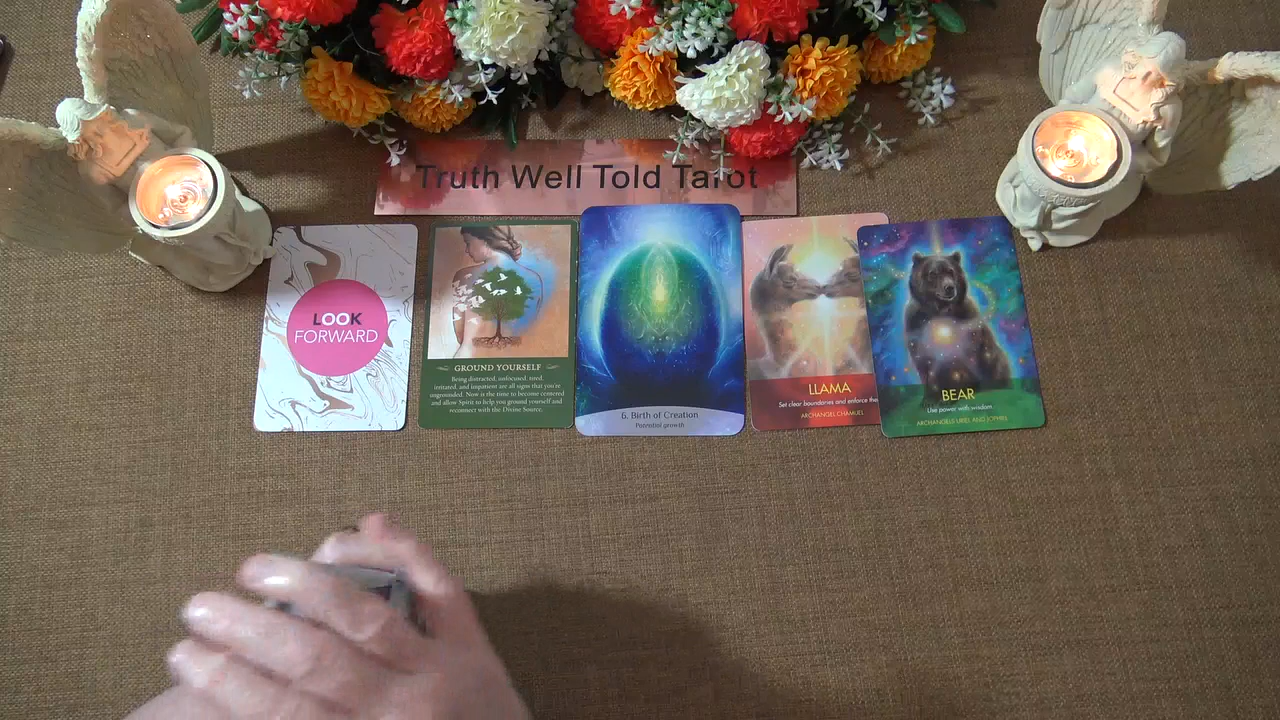 Truth Well Told Tarot
LOOK
FORWARD
GROUND YOURSELF
Being distracted, unfocused, tired,
irritated, and impatient are all signs that you're
ungrounded. Now is the time to become centered
and allow Spirit to help you ground yourself and
reconnect with the Divine Source.
6. Birth of Creation
Potential growth
LLAMA
Set clear boundaries and enforce the
ARCHANGEL CHAMUEL
BEAR
Use power with wisdom
ARCHANGELS URIEL AND JOPHIEL